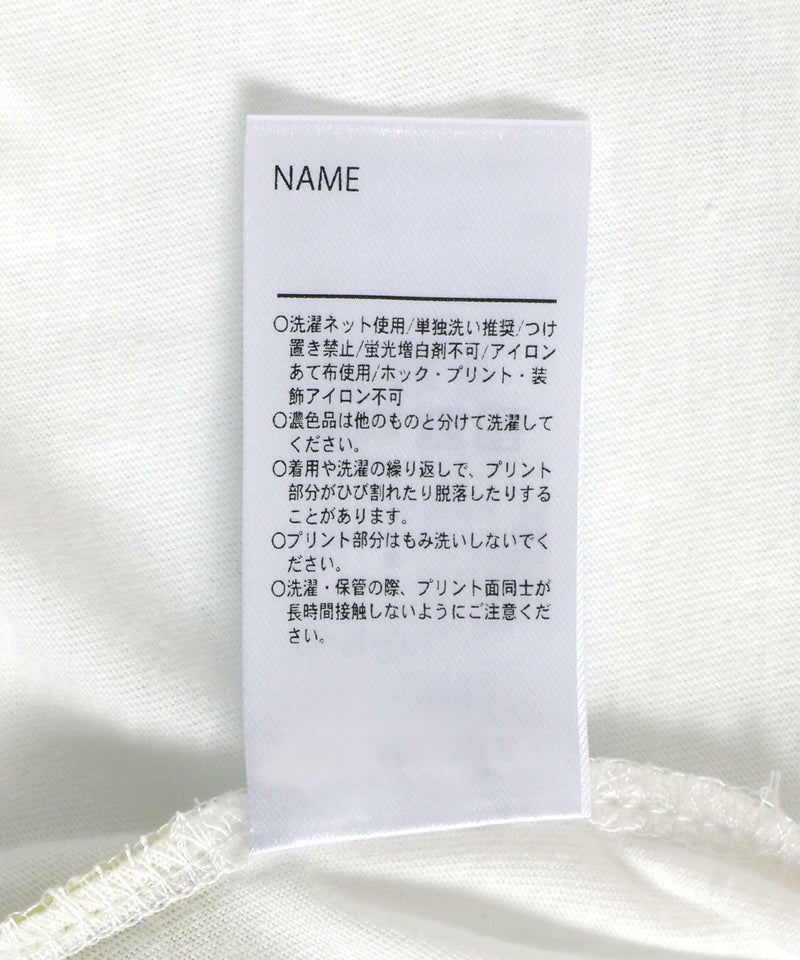 NAME
○洗濯ネット使用/単独洗い推奨/つけ
置き禁止/蛍光増白剤不可/アイロン
あて布使用/ホック・プリント・装
飾アイロン不可
○濃色品は他のものと分けて洗濯して
ください。
○着用や洗濯の繰り返しで、プリント
部分がひび割れたり脱落したりする
ことがあります。
○プリント部分はもみ洗いしないでく
ださい。
○洗濯・保管の際、プリント面同士が
長時間接触しないようにご注意くだ
さい。